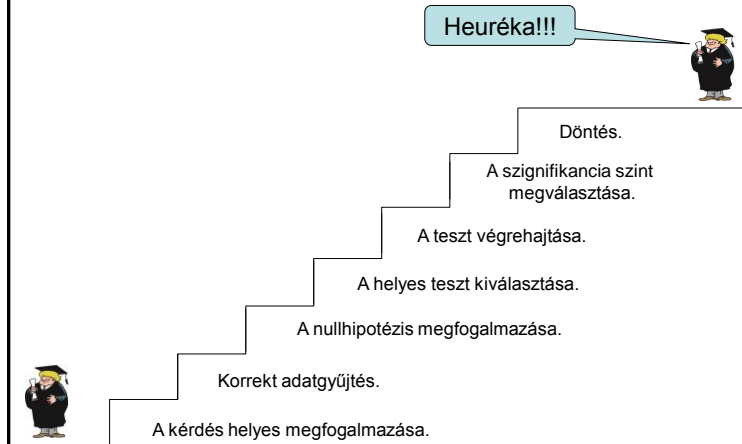 Heuréka!!!
Döntés.
A szignifikancia szint
megválasztása.
A teszt végrehajtása.
A helyes teszt kiválasztása.
A nullhipotézis megfogalmazása.
Korrekt adatgyűjtés.
A kérdés helyes megfogalmazása.